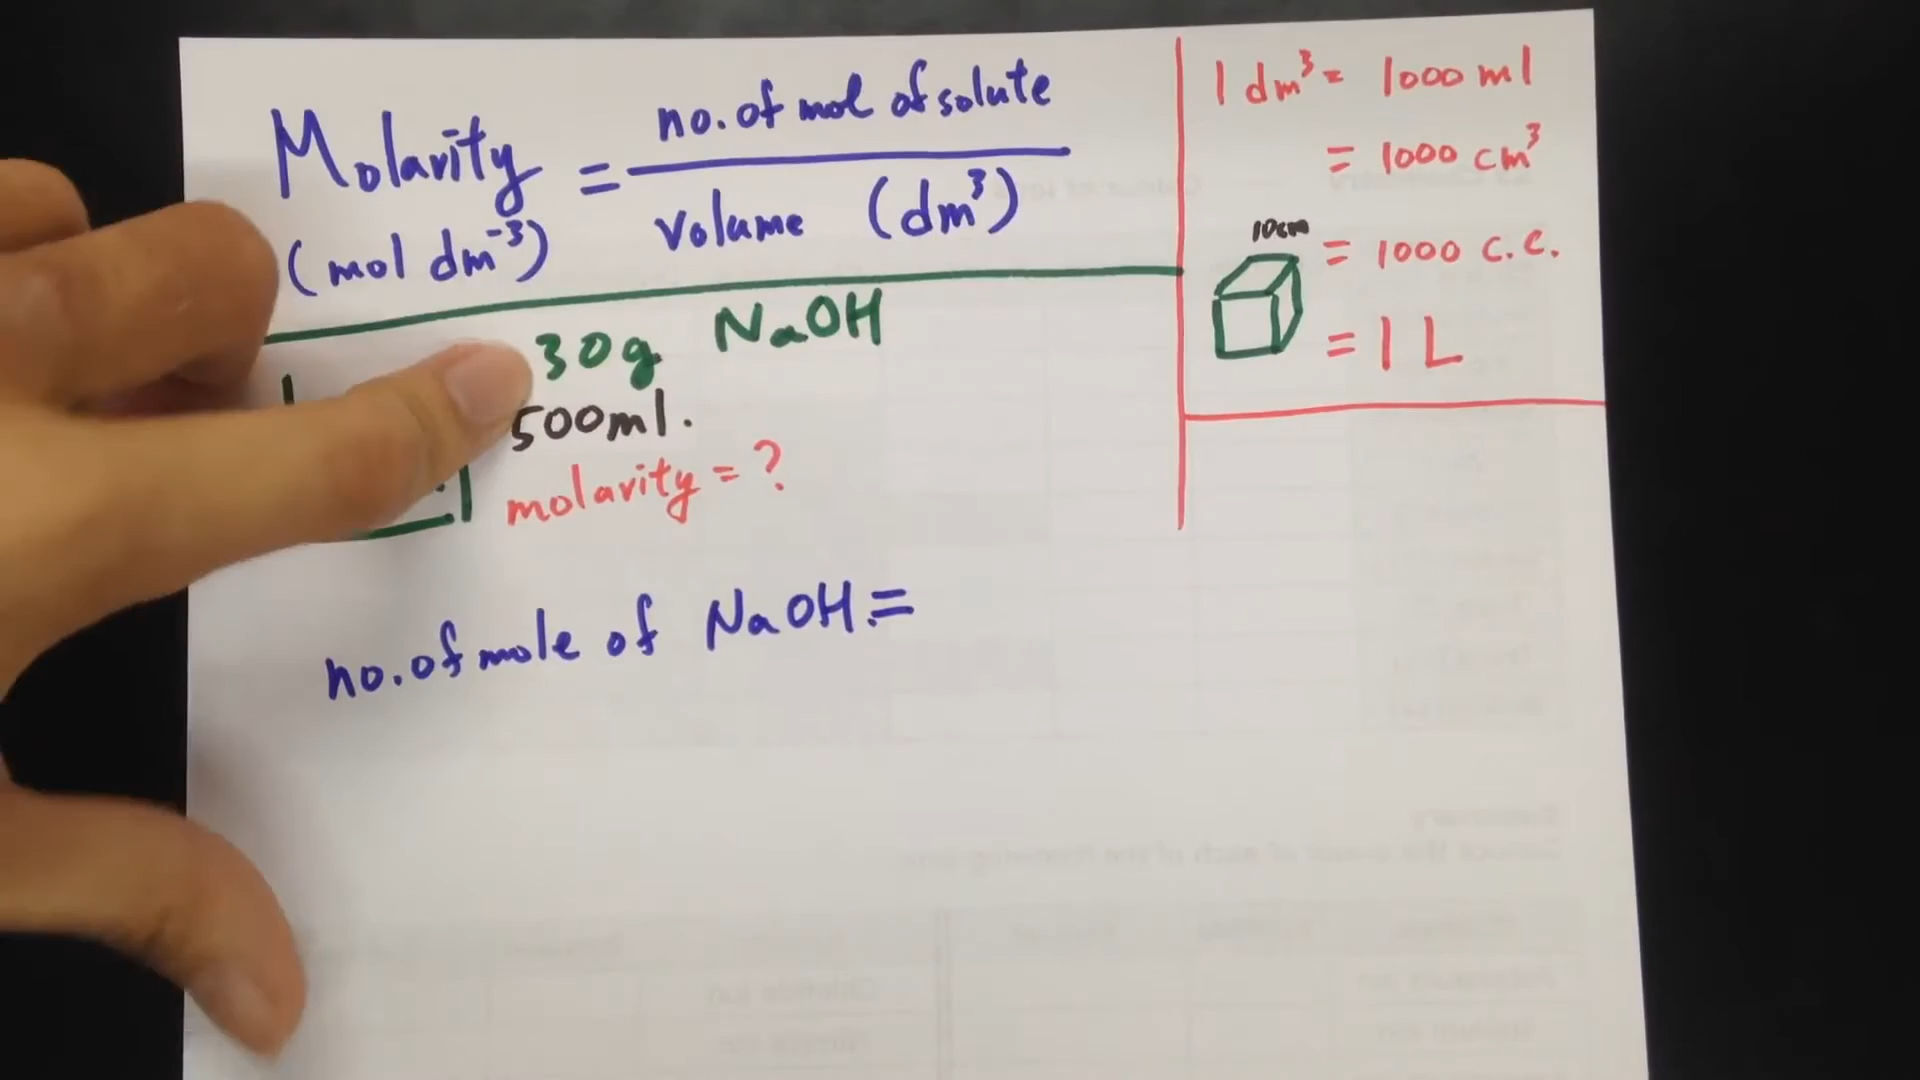 Molarity = no. of mol of solute
volume (dm³)
(mol dm⁻³)
1 dm³ = 1000 ml
= 1000 cm³
10cm
= 1000 c.c.
= 1 L
30g NaOH
500ml.
molarity = ?
no. of mole of NaOH. =